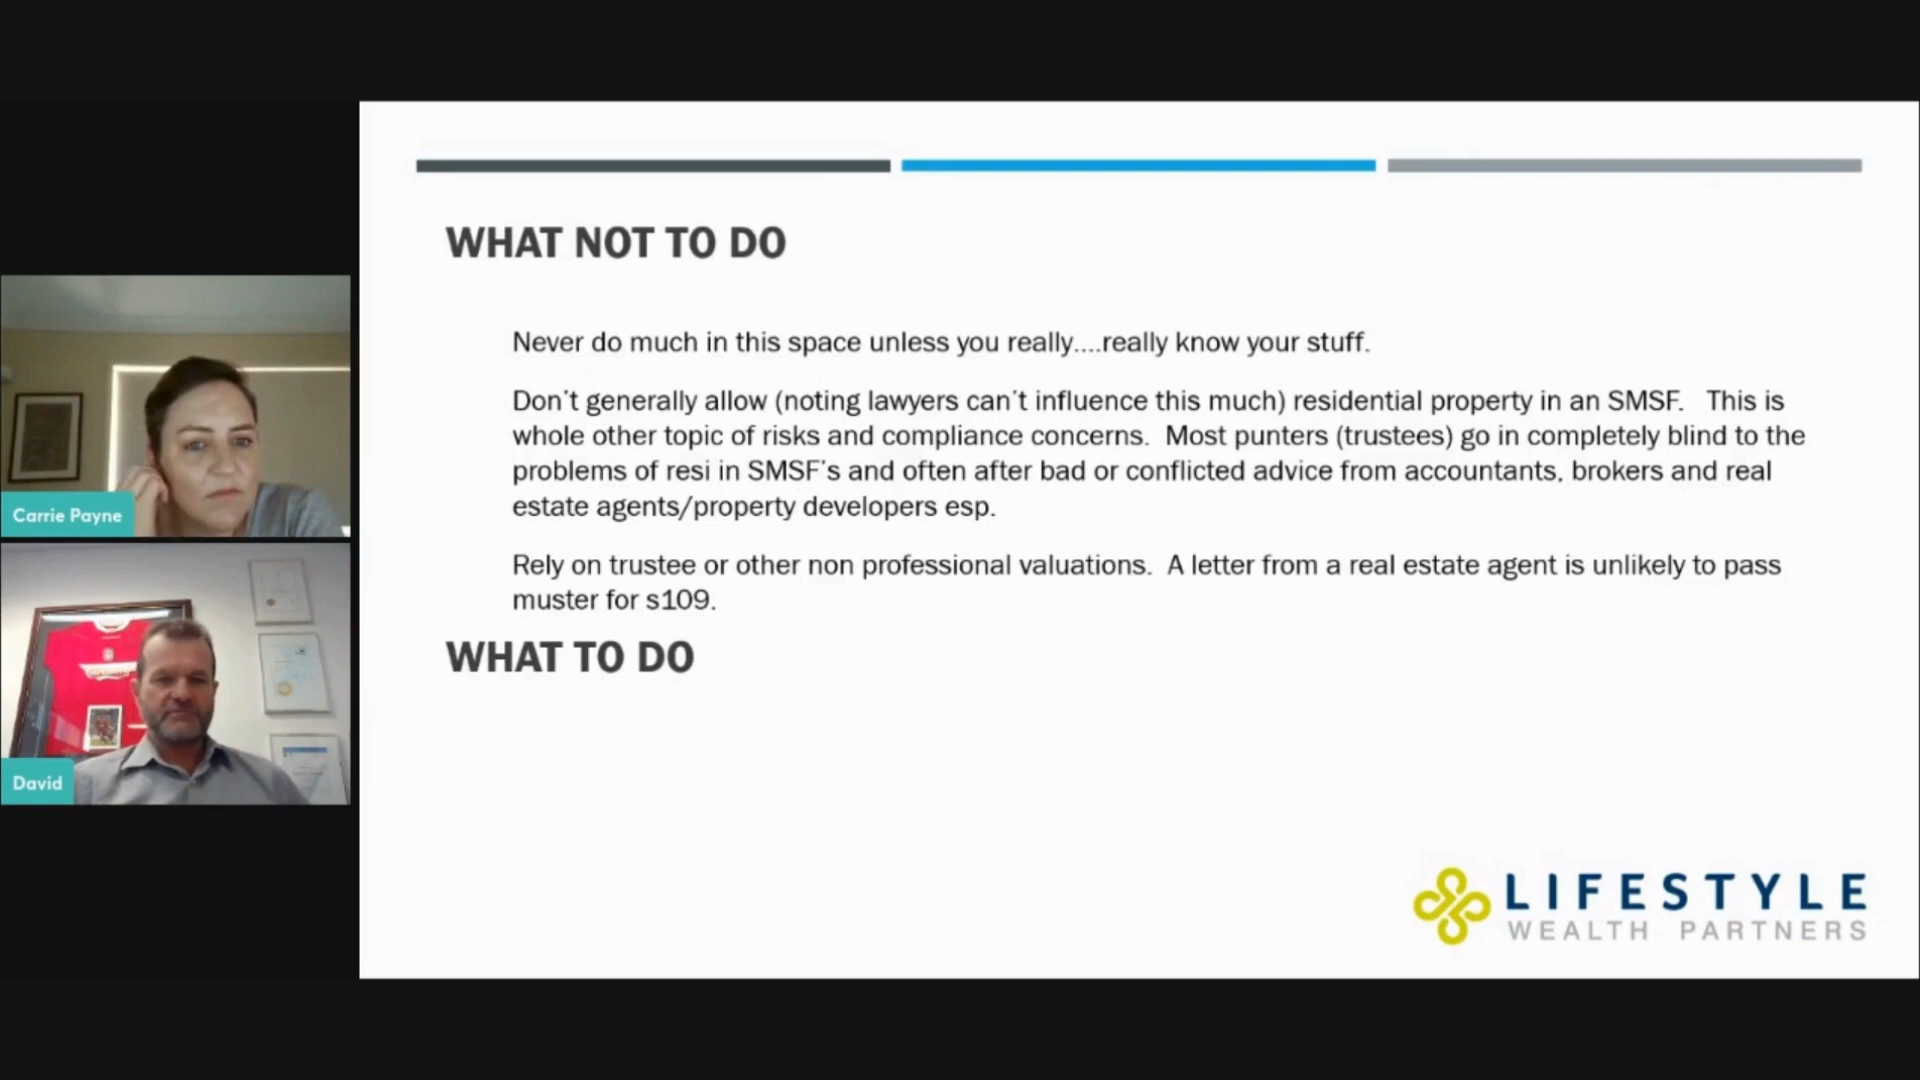 WHAT NOT TO DO
Never do much in this space unless you really....really know your stuff.
Don't generally allow (noting lawyers can't influence this much) residential property in an SMSF.   This is
whole other topic of risks and compliance concerns.  Most punters (trustees) go in completely blind to the
problems of resi in SMSF's and often after bad or conflicted advice from accountants, brokers and real
estate agents/property developers esp.
Rely on trustee or other non professional valuations.  A letter from a real estate agent is unlikely to pass
muster for s109.
WHAT TO DO
Carrie Payne
David
LIFESTYLE
WEALTH PARTNERS